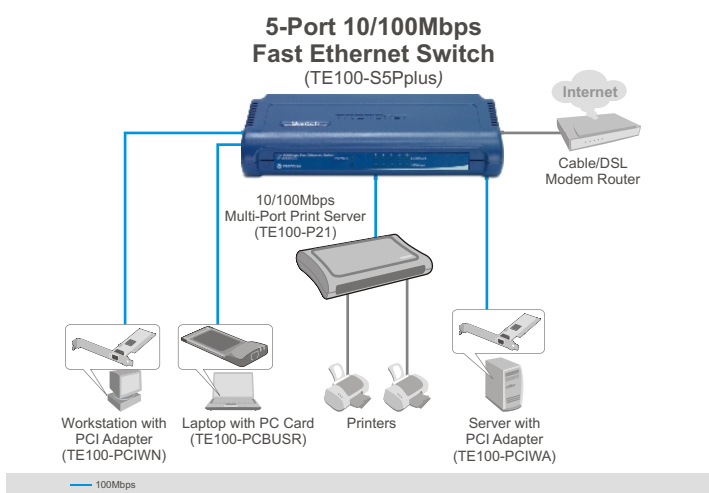 5-Port 10/100Mbps
Fast Ethernet Switch
(TE100-S5Pplus)
Internet
Switch
Cable/DSL
Modem Router
10/100Mbps
Multi-Port Print Server
(TE100-P21)
Workstation with
PCI Adapter
(TE100-PCIWN)
Laptop with PC Card
(TE100-PCBUSR)
Printers
Server with
PCI Adapter
(TE100-PCIWA)
100Mbps